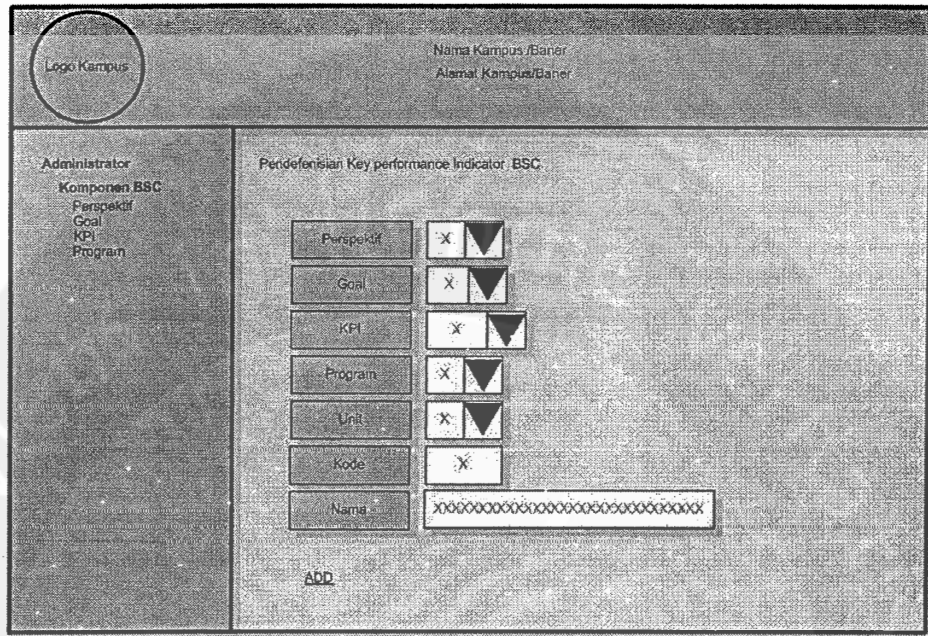 Logo Kampus
Nama Kampus /Baner
Alamat Kampus/Baner
Administrator
Komponen BSC
Perspektif
Goal
KPI
Program
Pendefenisian Key performance Indicator BSC
Perspektif X
Goal X
KPI X
Program X
Unit X
Kode X
Nama
ADD